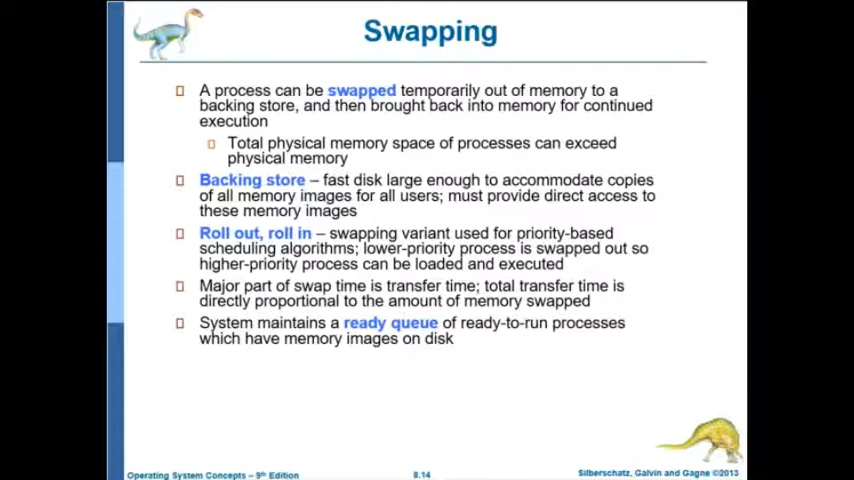 Swapping
A process can be swapped temporarily out of memory to a
backing store, and then brought back into memory for continued
execution
Total physical memory space of processes can exceed
physical memory
Backing store – fast disk large enough to accommodate copies
of all memory images for all users; must provide direct access to
these memory images
Roll out, roll in – swapping variant used for priority-based
scheduling algorithms; lower-priority process is swapped out so
higher-priority process can be loaded and executed
Major part of swap time is transfer time; total transfer time is
directly proportional to the amount of memory swapped
System maintains a ready queue of ready-to-run processes
which have memory images on disk
Operating System Concepts – 9th Edition
8.14
Silberschatz, Galvin and Gagne ©2013